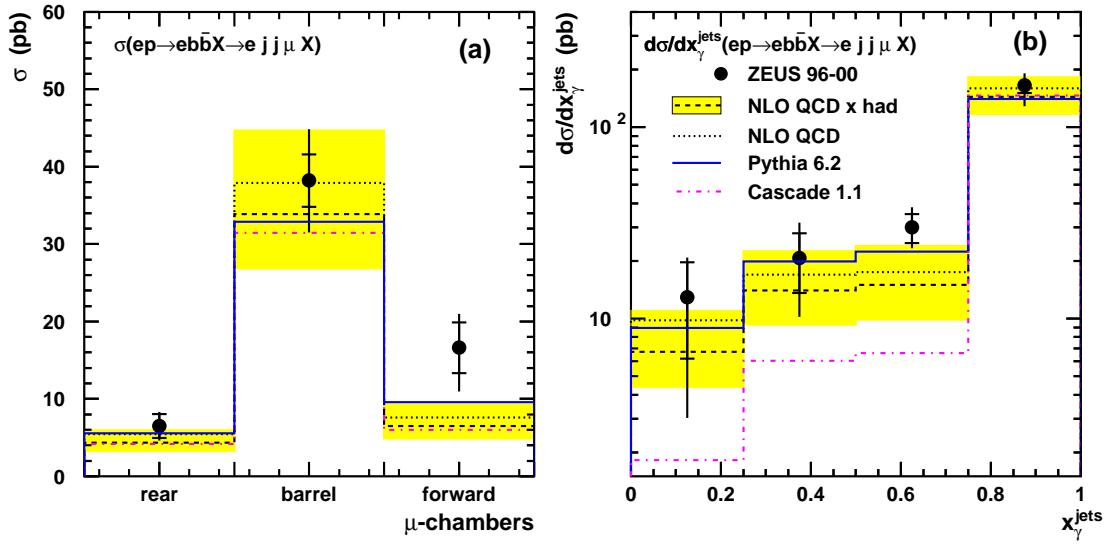 σ (pb)
60
50
40
30
20
10
0
σ(ep→ebb̄X→e j j μ X)
(a)
rear barrel forward
μ-chambers
dσ/dx_γ^jets (pb)
10^2
10
dσ/dx_γ^jets(ep→ebb̄X→e j j μ X)
(b)
ZEUS 96-00
NLO QCD x had
NLO QCD
Pythia 6.2
Cascade 1.1
0 0.2 0.4 0.6 0.8 1
x_γ^jets